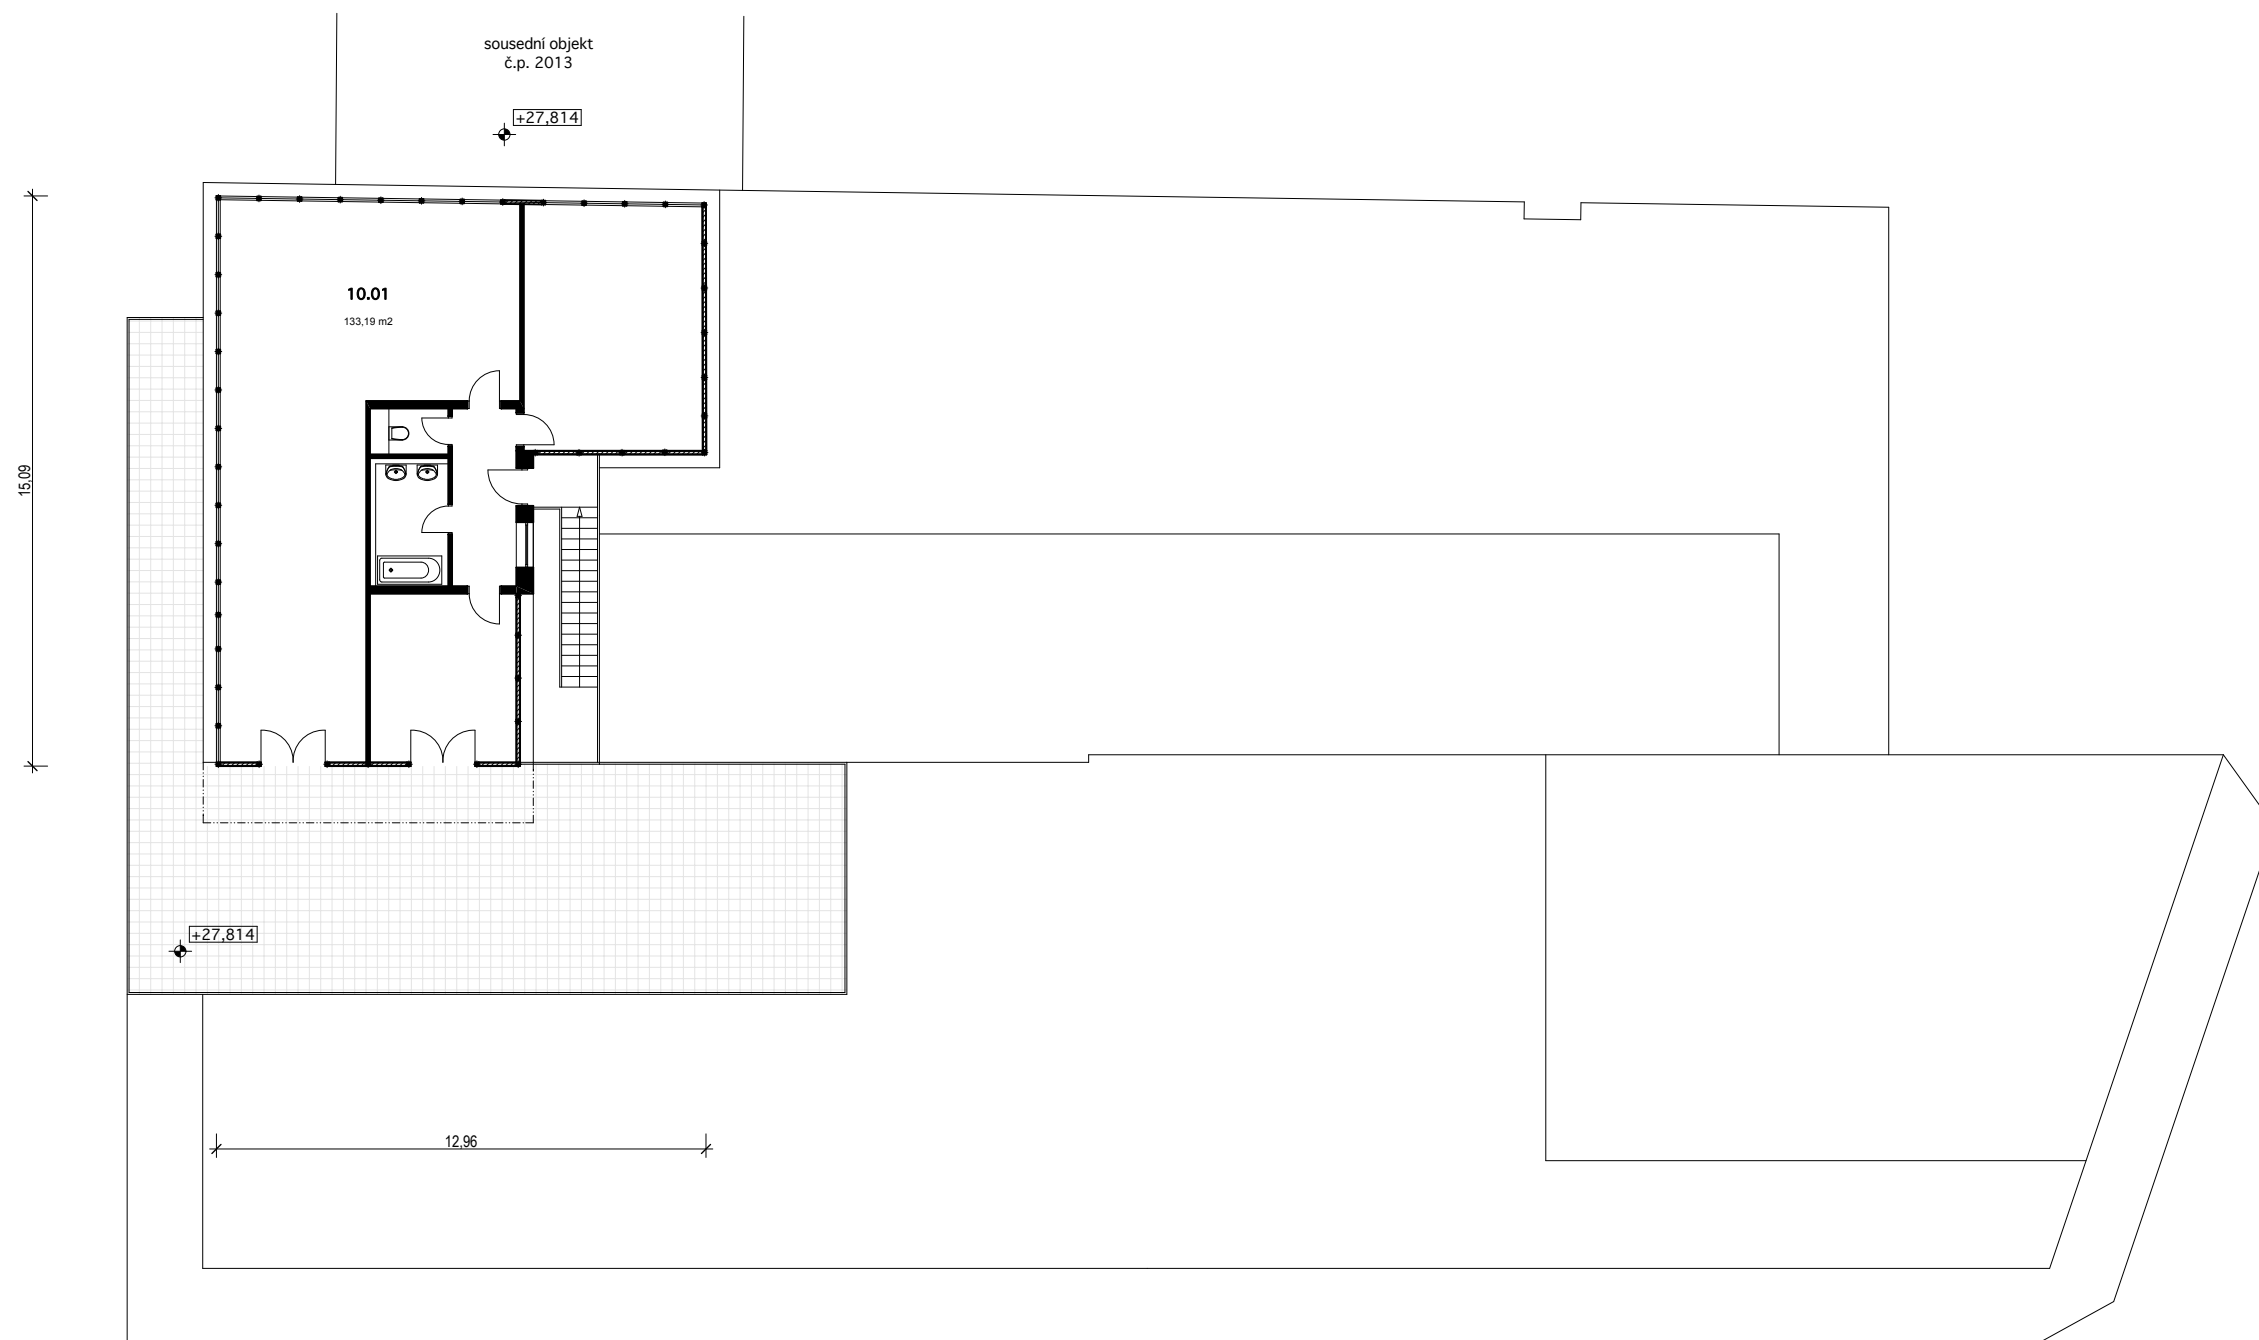 sousední objekt
č.p. 2013
+27,814
10.01
133,19 m2
15,09
+27,814
12,96